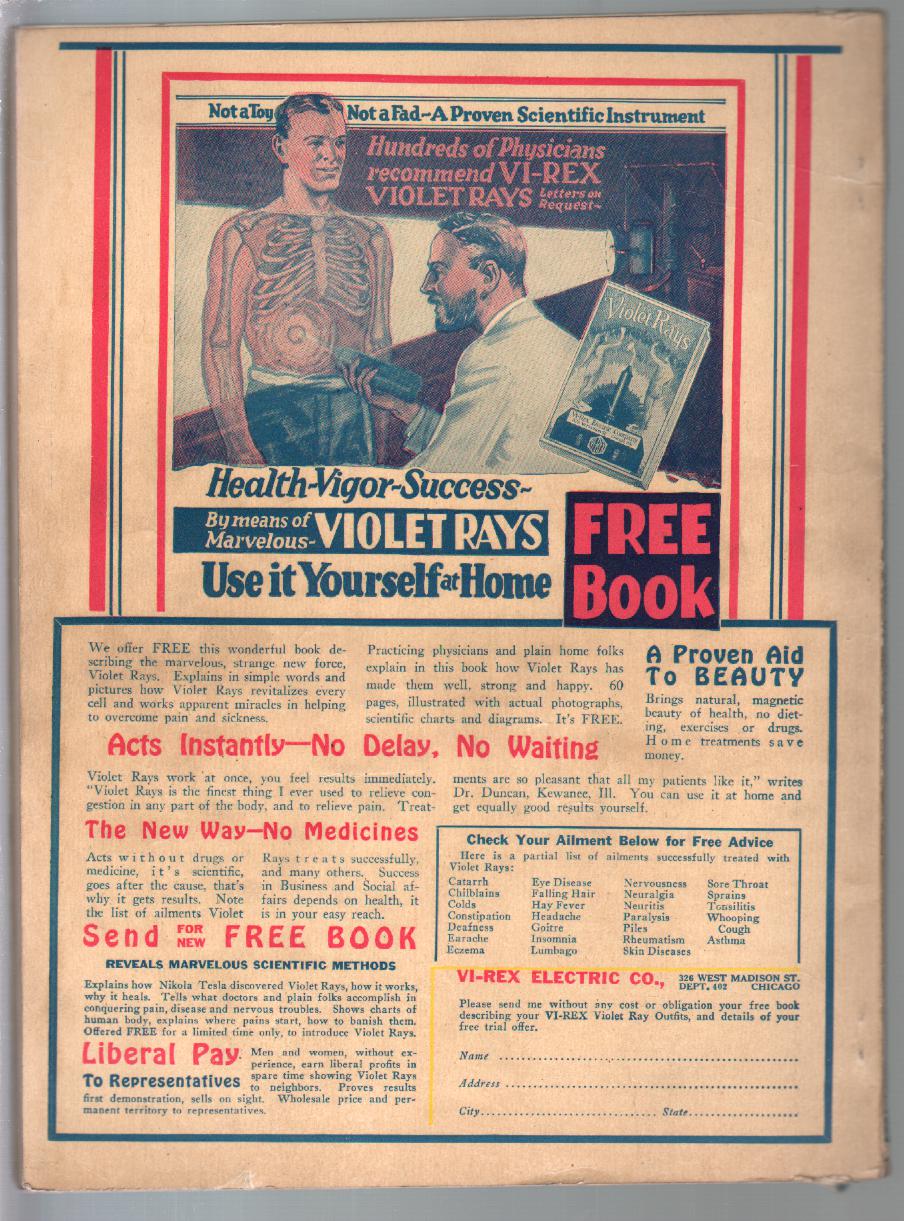 Not a Toy Not a Fad-A Proven Scientific Instrument
Hundreds of Physicians
recommend VI-REX
VIOLET RAYS Letters on
Request-
Violet Rays
Health-Vigor-Success-
By means of
Marvelous- VIOLET RAYS
Use it Yourself at Home
FREE
BOOK
We offer FREE this wonderful book de-
scribing the marvelous, strange new force,
Violet Rays. Explains in simple words and
pictures how Violet Rays revitalizes every
cell and works apparent miracles in helping
to overcome pain and sickness.
Practicing physicians and plain home folks
explain in this book how Violet Rays has
made them well, strong and happy. 60
pages, illustrated with actual photographs,
scientific charts and diagrams. It's FREE.
A Proven Aid
To BEAUTY
Brings natural, magnetic
beauty of health, no diet-
ing, exercises or drugs.
Home treatments save
money.
Acts Instantly—No Delay, No Waiting
Violet Rays work at once, you feel results immediately.
"Violet Rays is the finest thing I ever used to relieve con-
gestion in any part of the body, and to relieve pain. Treat-
ments are so pleasant that all my patients like it," writes
Dr. Duncan, Kewanee, Ill. You can use it at home and
get equally good results yourself.
The New Way—No Medicines
Acts without drugs or
medicine, it's scientific,
goes after the cause, that's
why it gets results. Note
the list of ailments Violet
Rays treats successfully,
and many others. Success
in Business and Social af-
fairs depends on health, it
is in your easy reach.
Send FOR NEW FREE BOOK
REVEALS MARVELOUS SCIENTIFIC METHODS
Explains how Nikola Tesla discovered Violet Rays, how it works,
why it heals. Tells what doctors and plain folks accomplish in
conquering pain, disease and nervous troubles. Shows charts of
human body, explains where pains start, how to banish them.
Offered FREE for a limited time only, to introduce Violet Rays.
Liberal Pay
To Representatives
Men and women, without ex-
perience, earn liberal profits in
spare time showing Violet Rays
to neighbors. Proves results
first demonstration, sells on sight. Wholesale price and per-
manent territory to representatives.
Check Your Ailment Below for Free Advice
Here is a partial list of ailments successfully treated with
Violet Rays:
Catarrh
Chilblains
Colds
Constipation
Deafness
Earache
Eczema
Eye Disease
Falling Hair
Hay Fever
Headache
Goitre
Insomnia
Lumbago
Nervousness
Neuralgia
Neuritis
Paralysis
Piles
Rheumatism
Skin Diseases
Sore Throat
Sprains
Tonsilitis
Whooping
Cough
Asthma
VI-REX ELECTRIC CO., 326 WEST MADISON ST.
DEPT. 402 CHICAGO
Please send me without any cost or obligation your free book
describing your VI-REX Violet Ray Outfits, and details of your
free trial offer.
Name
Address
City State